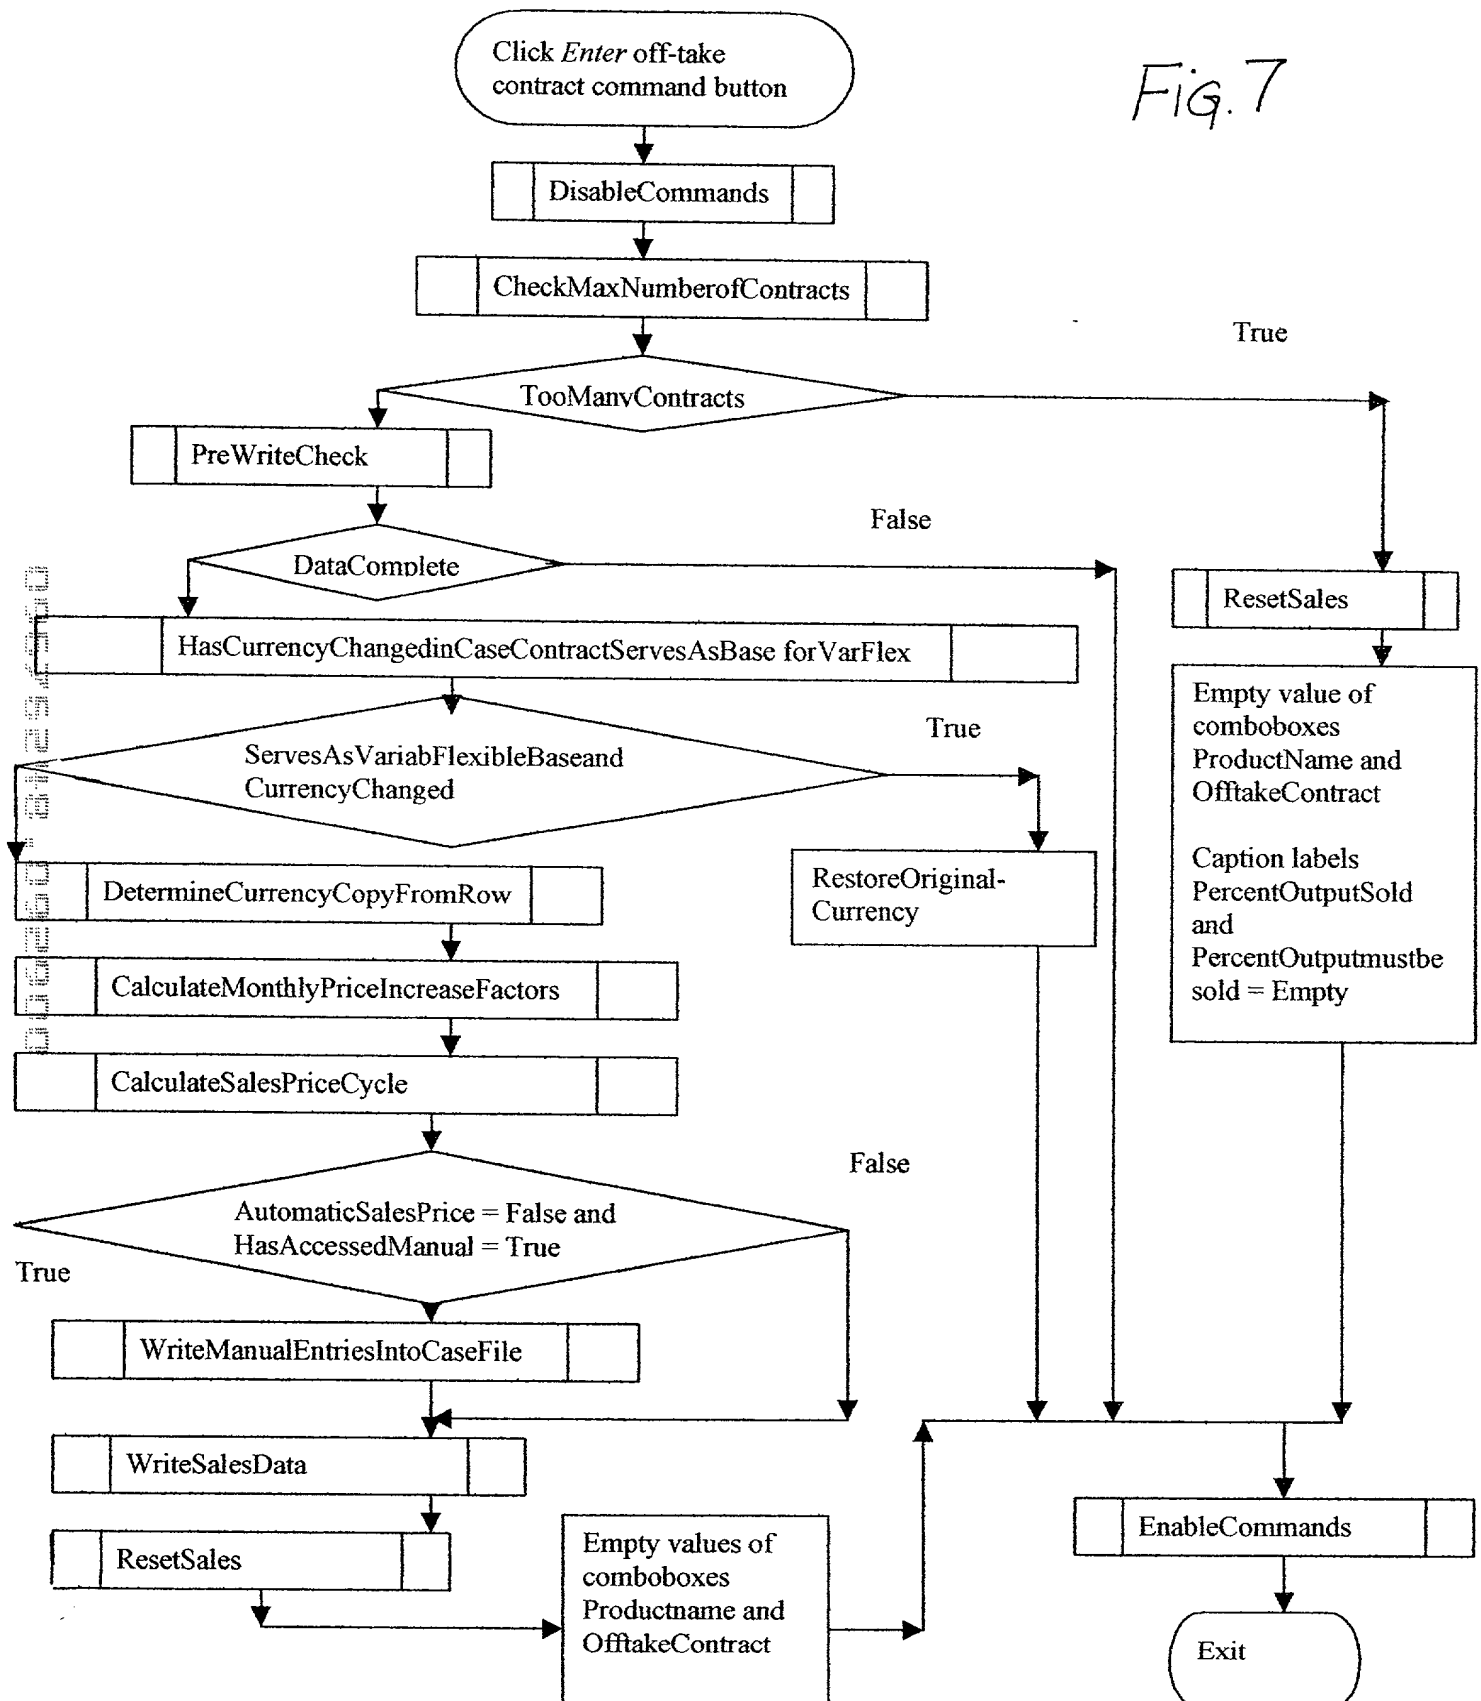 Click Enter off-take
contract command button
Fig. 7
DisableCommands
CheckMaxNumberofContracts
True
TooManyContracts
PreWriteCheck
False
DataComplete
ResetSales
HasCurrencyChangedinCaseContractServesAsBase forVarFlex
Empty value of
comboboxes
ProductName and
OfftakeContract
Caption labels
PercentOutputSold
and
PercentOutputmustbe
sold = Empty
True
ServesAsVariabFlexibleBaseand
CurrencyChanged
DetermineCurrencyCopyFromRow
RestoreOriginal-
Currency
CalculateMonthlyPriceIncreaseFactors
CalculateSalesPriceCycle
False
AutomaticSalesPrice = False and
HasAccessedManual = True
True
WriteManualEntriesIntoCaseFile
WriteSalesData
ResetSales
Empty values of
comboboxes
Productname and
OfftakeContract
EnableCommands
Exit